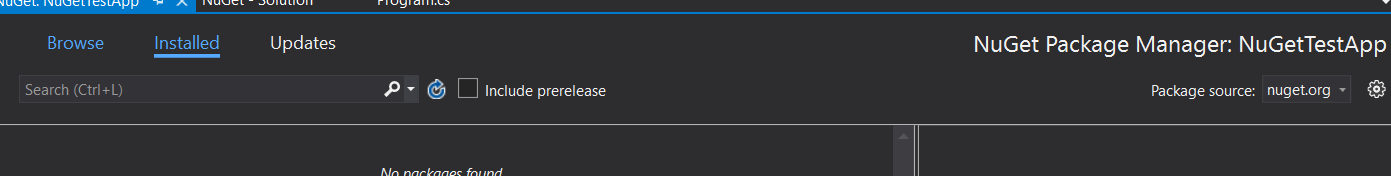 NuGet: NuGetTestApp NuGet - Solution Program.cs
Browse Installed Updates NuGet Package Manager: NuGetTestApp
Search (Ctrl+L) Include prerelease Package source: nuget.org
No packages found